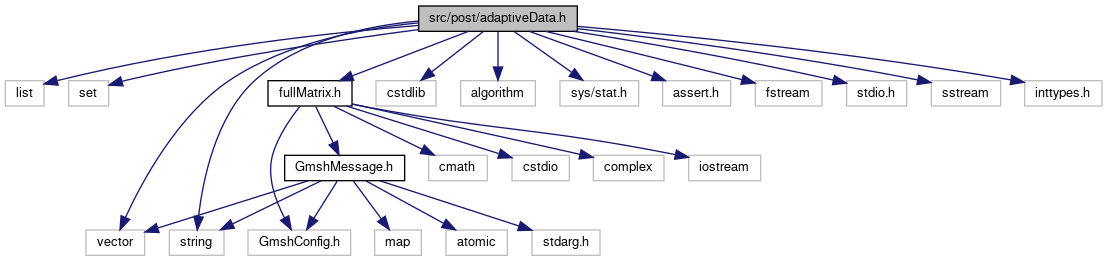 src/post/adaptiveData.h
list
set
fullMatrix.h
cstdlib
algorithm
sys/stat.h
assert.h
fstream
stdio.h
sstream
inttypes.h
GmshMessage.h
cmath
cstdio
complex
iostream
vector
string
GmshConfig.h
map
atomic
stdarg.h